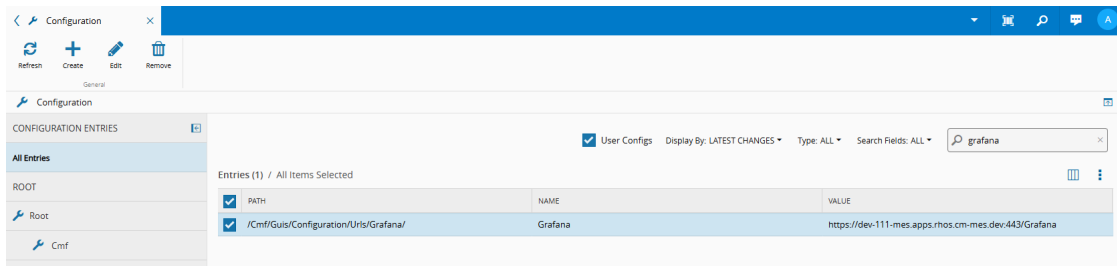 Configuration
A
Refresh Create Edit Remove
General
Configuration
CONFIGURATION ENTRIES
User Configs Display By: LATEST CHANGES Type: ALL Search Fields: ALL grafana
All Entries
Entries (1) / All Items Selected
ROOT
PATH NAME VALUE
Root
/Cmf/Guis/Configuration/Urls/Grafana/ Grafana https://dev-111-mes.apps.rhos.cm-mes.dev:443/Grafana
Cmf